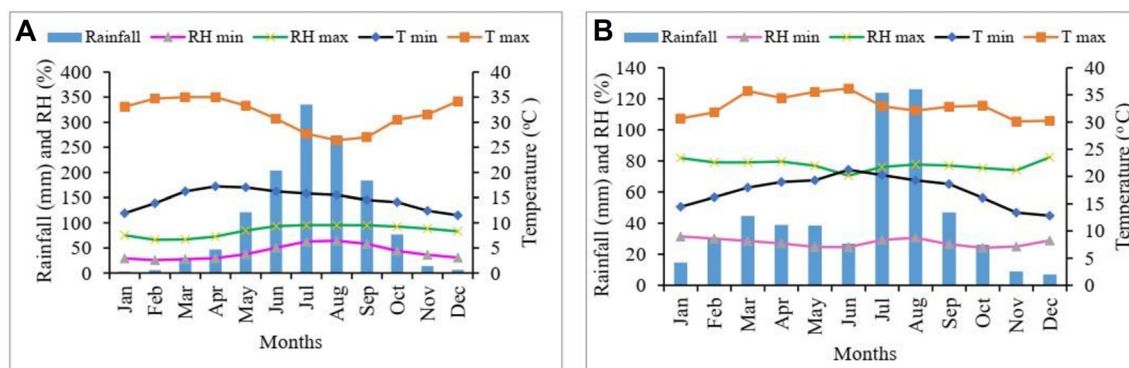 A
Rainfall RH min RH max T min T max
Rainfall (mm) and RH (%)
400
350
300
250
200
150
100
50
0
40
35
30
25
20
15
10
5
0
Temperature (°C )
Jan Feb Mar Apr May Jun Jul Aug Sep Oct Nov Dec
Months
B
Rainfall RH min RH max T min T max
Rainfall (mm) and RH (%)
140
120
100
80
60
40
20
0
40
35
30
25
20
15
10
5
0
Temperature (°C)
Jan Feb Mar Apr May Jun Jul Aug Sep Oct Nov Dec
Months